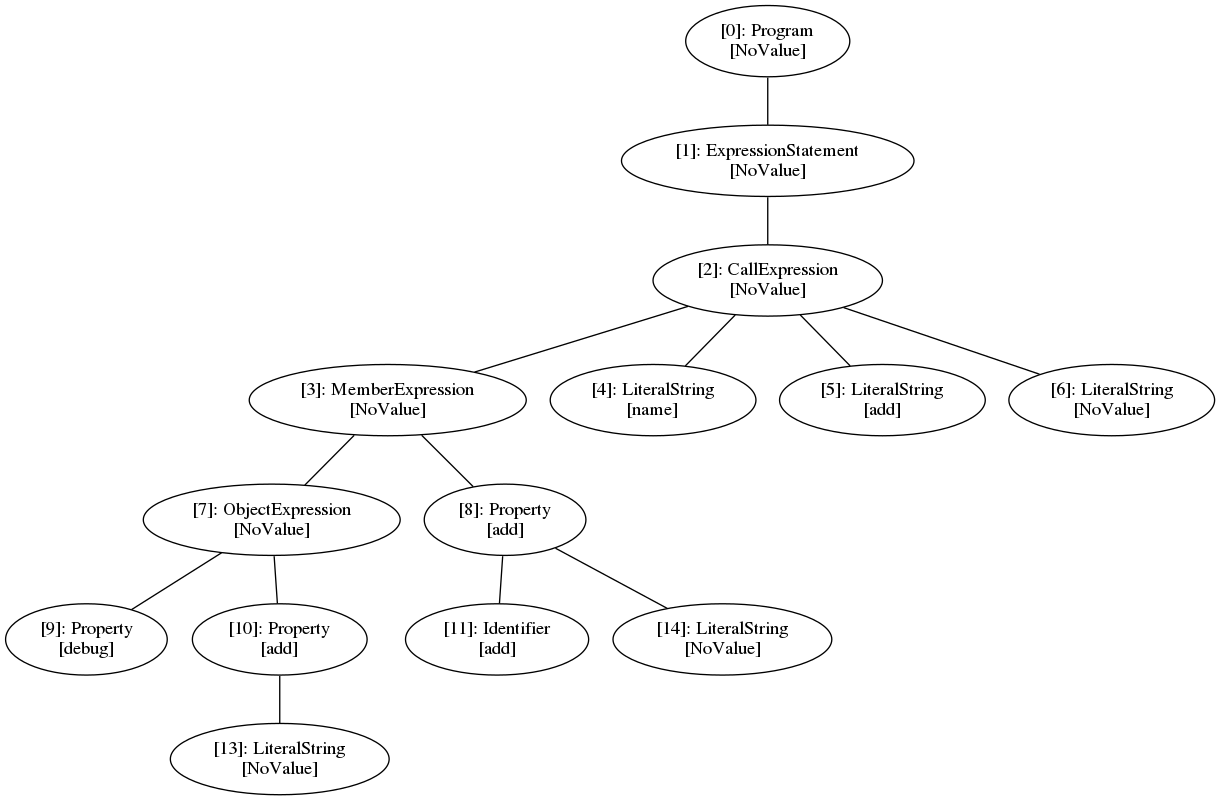 [0]: Program
[NoValue]
[1]: ExpressionStatement
[NoValue]
[2]: CallExpression
[NoValue]
[3]: MemberExpression
[NoValue]
[4]: LiteralString
[name]
[5]: LiteralString
[add]
[6]: LiteralString
[NoValue]
[7]: ObjectExpression
[NoValue]
[8]: Property
[add]
[9]: Property
[debug]
[10]: Property
[add]
[11]: Identifier
[add]
[14]: LiteralString
[NoValue]
[13]: LiteralString
[NoValue]